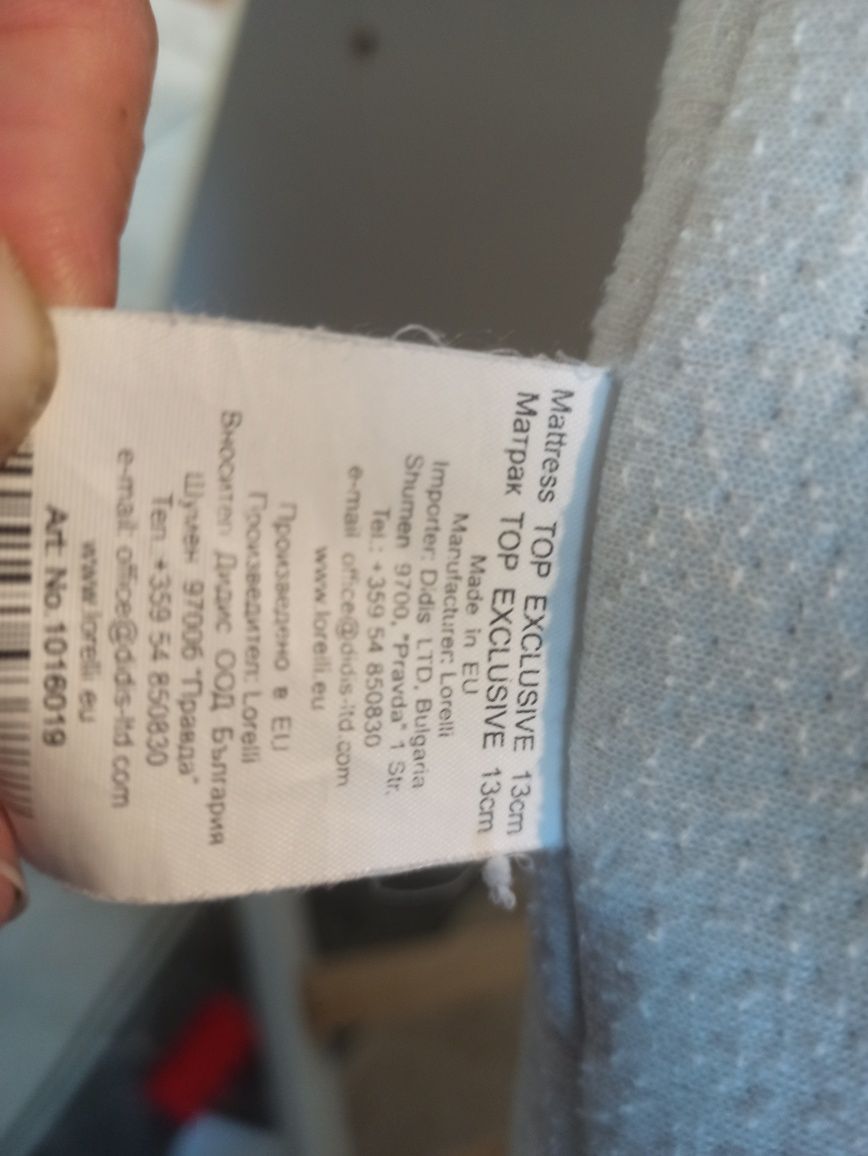 Mattress TOP EXCLUSIVE 13cm
Матрак TOP EXCLUSIVE 13cm
Made in EU
Manufacturer: Lorelli
Importer: Didis LTD, Bulgaria
Shumen 9700, "Pravda" 1 Str.
Tel.: +359 54 850830
e-mail office@didis-ltd.com
www.lorelli.eu
Произведено в EU
Производител: Lorelli
Вносител Дидис ООД България
Шумен 9700б "Правда"
Тел.:+359 54 850830
e-mail: office@didis-ltd com
www.lorelli eu
Art: No.1016019